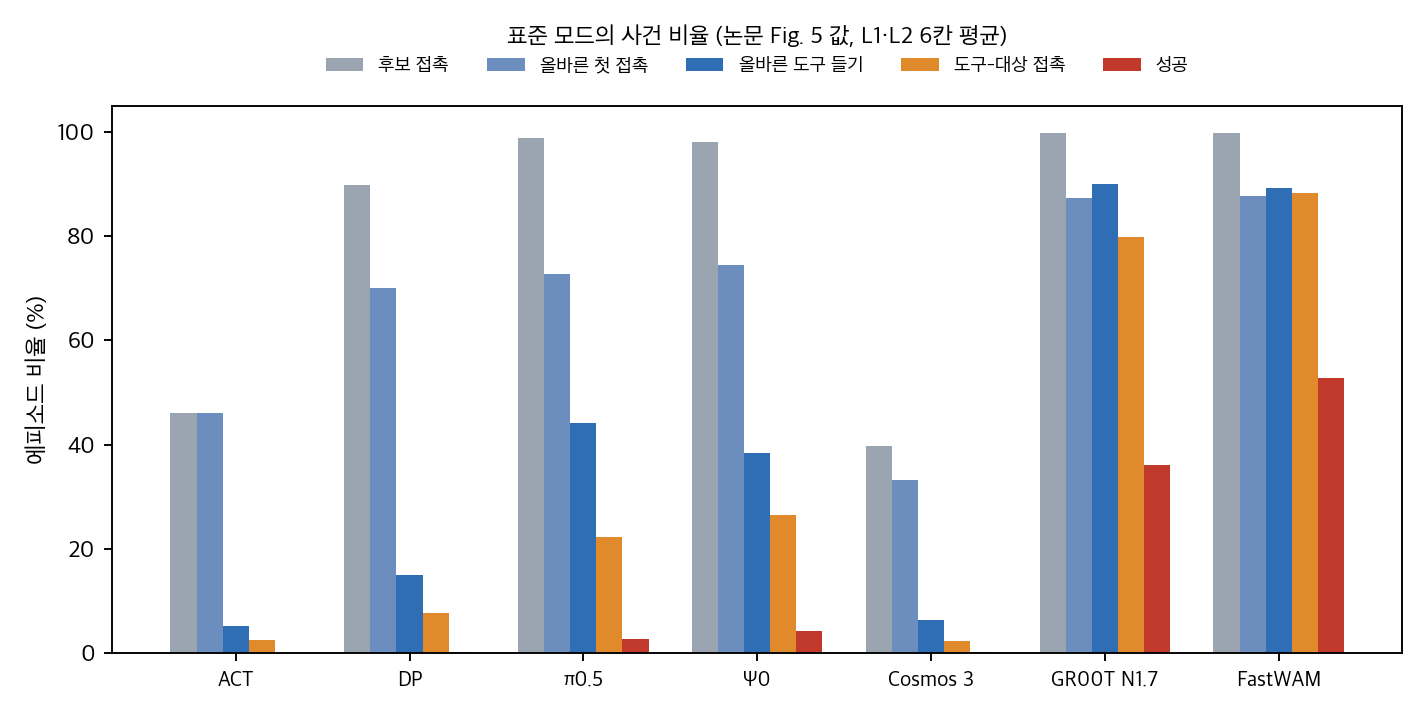 표준 모드의 사건 비율 (논문 Fig. 5 값, L1·L2 6칸 평균)
후보 접촉 올바른 첫 접촉 올바른 도구 들기 도구-대상 접촉 성공
에피소드 비율 (%)
100
80
60
40
20
0
ACT DP π0.5 Ψ0 Cosmos 3 GR00T N1.7 FastWAM